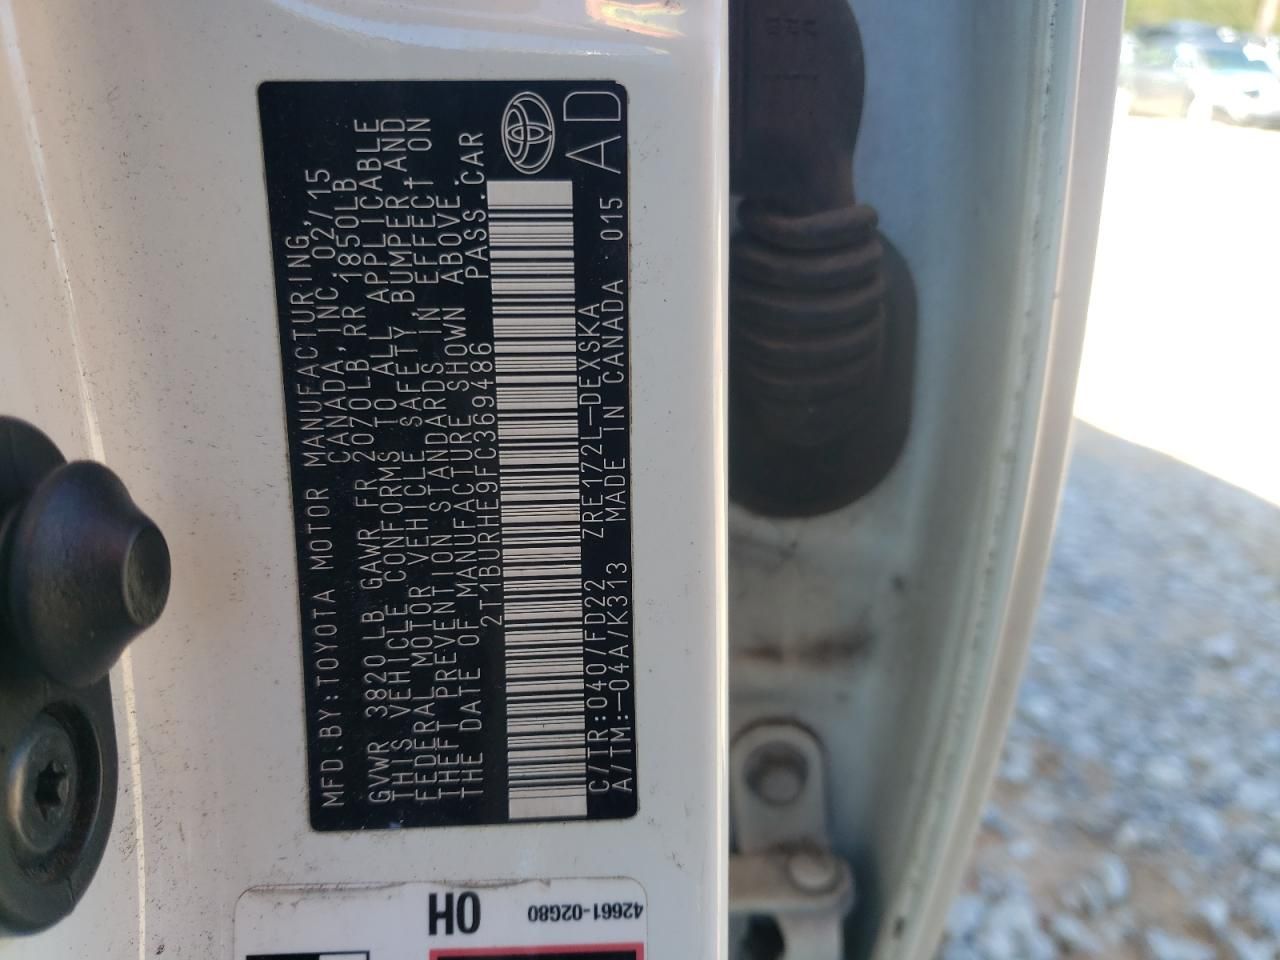 MFD.BY:TOYOTA MOTOR MANUFACTURING,
CANADA,INC. 02/15
GVWR 3820LB GAWR FR 2070LB, RR 1850LB
THIS VEHICLE CONFORMS TO ALL APPLICABLE
FEDERAL MOTOR VEHICLE SAFETY,BUMPER,AND
THEFT PREVENTION STANDARDS IN EFFECT ON
THE DATE OF MANUFACTURE SHOWN ABOVE.
2T1BURHE9FC369486 PASS.CAR
C/TR:040/FD22 ZRE172L-DEXSKA
A/TM:-04A/K313 MADE IN CANADA 015
AD
42661-02G80
0H